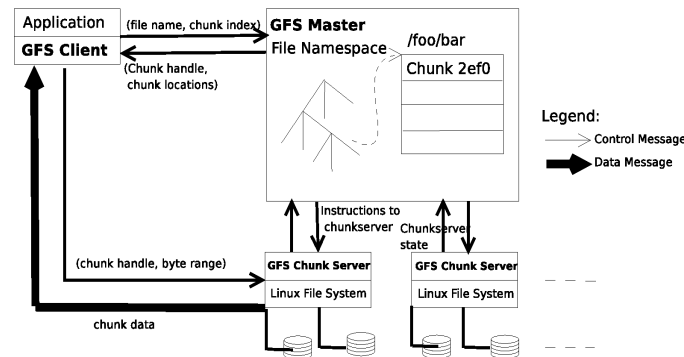 Application
GFS Client
(file name, chunk index)
(Chunk handle,
chunk locations)
GFS Master
File Namespace
/foo/bar
Chunk 2ef0
Legend:
Control Message
Data Message
Instructions to
chunkserver
Chunkserver
state
(chunk handle, byte range)
GFS Chunk Server
Linux File System
GFS Chunk Server
Linux File System
chunk data